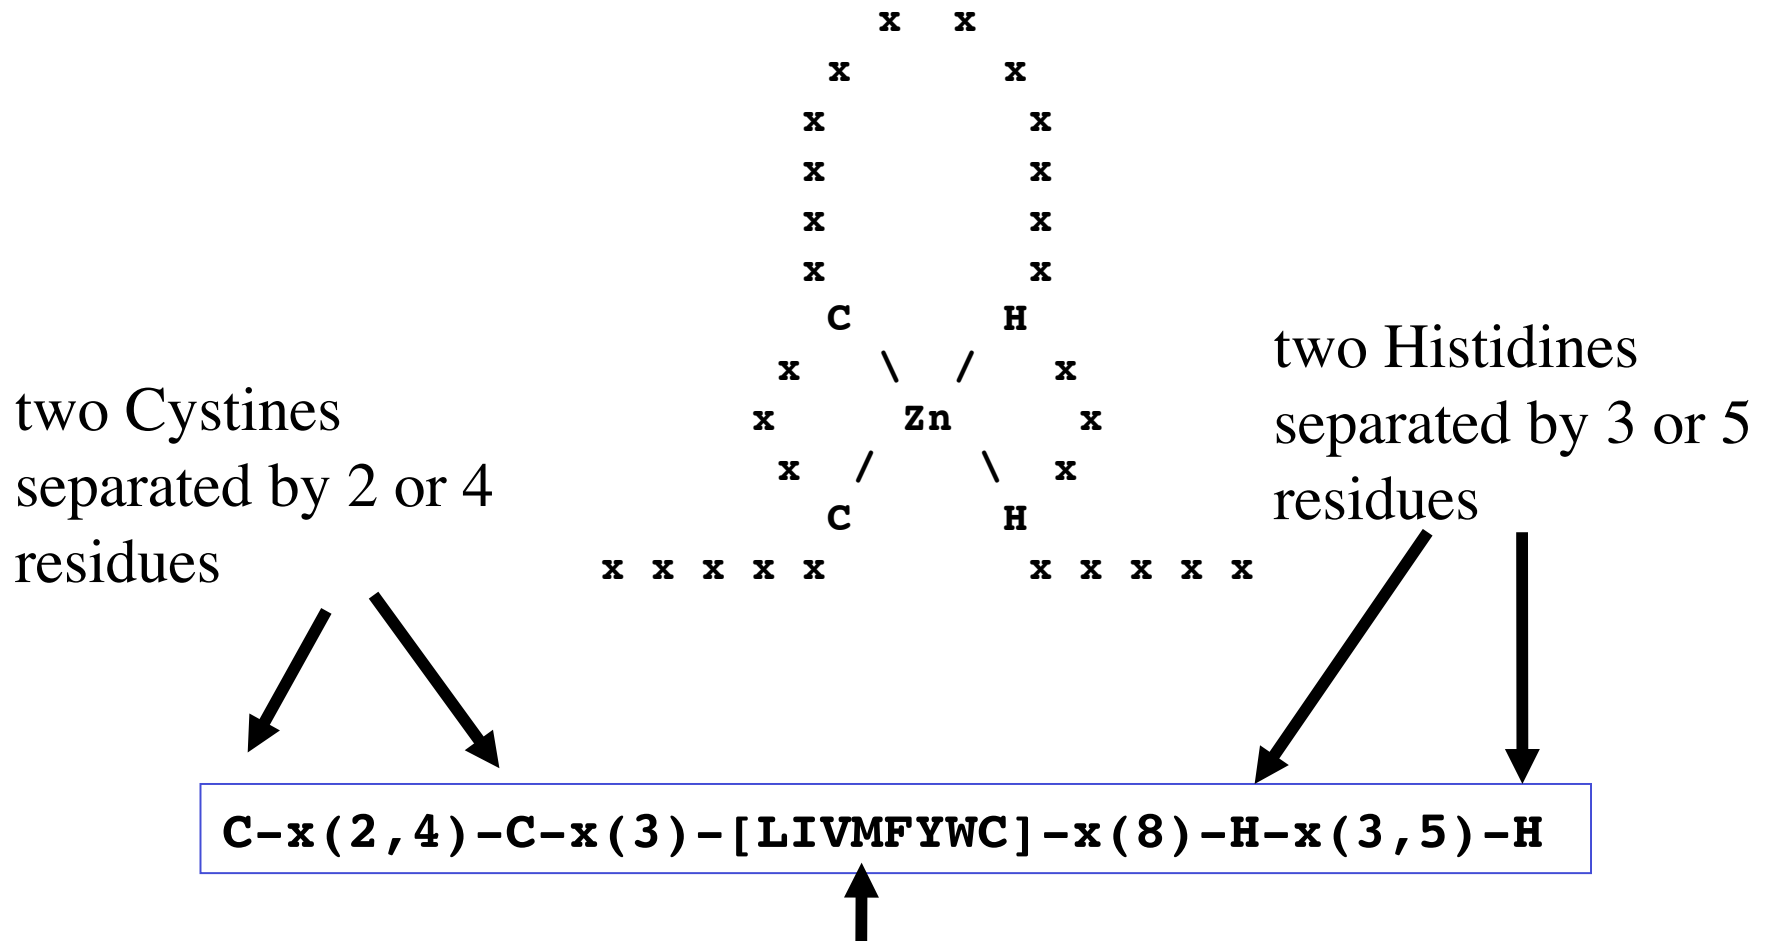 x x
x x
x x
x x
x x
x x
C H
x \ / x
x Zn x
x / \ x
C H
x x x x x x x x x x
two Cystines
separated by 2 or 4
residues
two Histidines
separated by 3 or 5
residues
C-x(2,4)-C-x(3)-[LIVMFYWC]-x(8)-H-x(3,5)-H